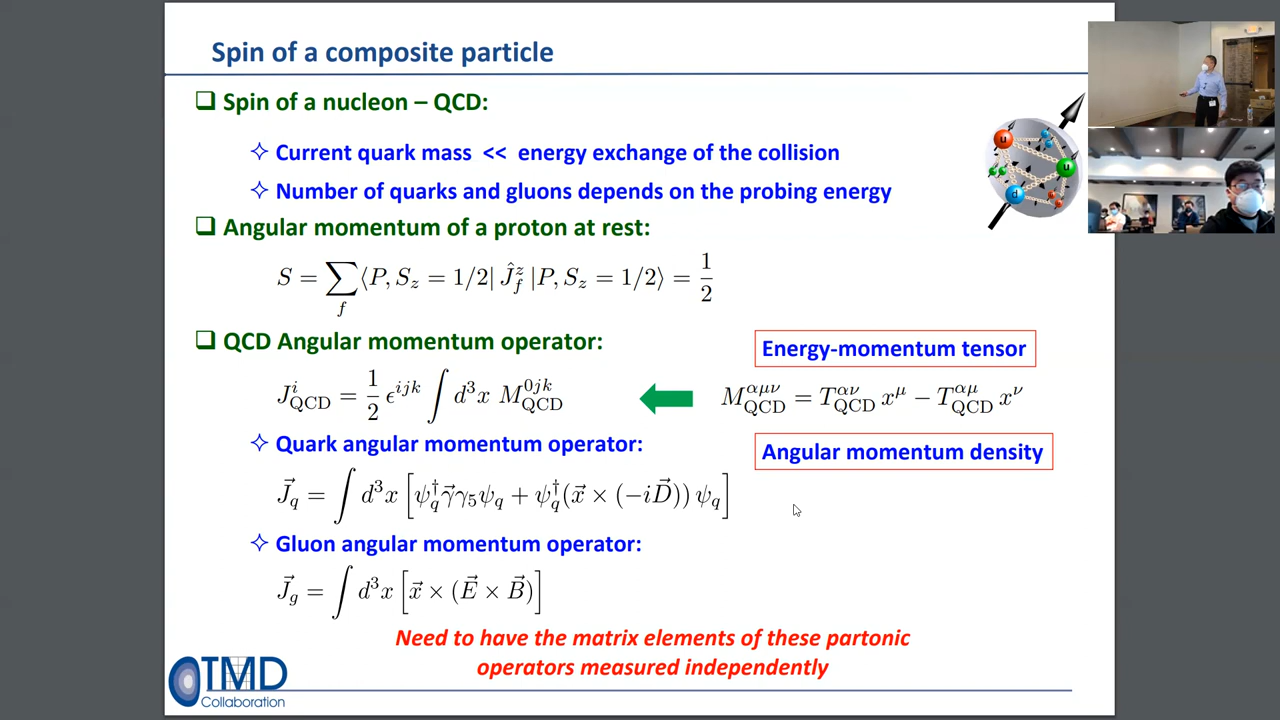 Spin of a composite particle
❑ Spin of a nucleon – QCD:
✧ Current quark mass << energy exchange of the collision
✧ Number of quarks and gluons depends on the probing energy
u
u
d
❑ Angular momentum of a proton at rest:
S = ∑_f ⟨P, S_z = 1/2| Ĵ_f^z |P, S_z = 1/2⟩ = 1/2
❑ QCD Angular momentum operator:
Energy-momentum tensor
J^i_QCD = 1/2 ϵ^{ijk} ∫ d³x M^{0jk}_QCD
M^{αμν}_QCD = T^{αν}_QCD x^μ − T^{αμ}_QCD x^ν
✧ Quark angular momentum operator:
Angular momentum density
J⃗_q = ∫ d³x [ψ_q^† γ⃗γ_5 ψ_q + ψ_q^† (x⃗ × (−iD⃗)) ψ_q]
✧ Gluon angular momentum operator:
J⃗_g = ∫ d³x [x⃗ × (E⃗ × B⃗)]
Need to have the matrix elements of these partonic
operators measured independently
TMD
Collaboration